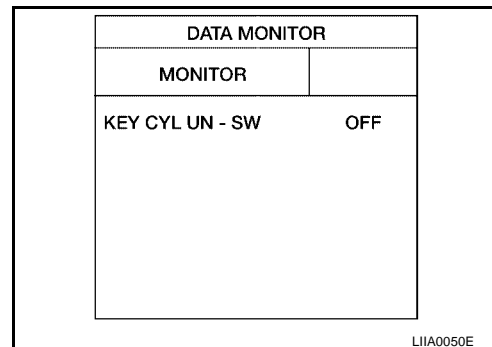 DATA MONITOR
MONITOR
KEY CYL UN - SW OFF
LIIA0050E